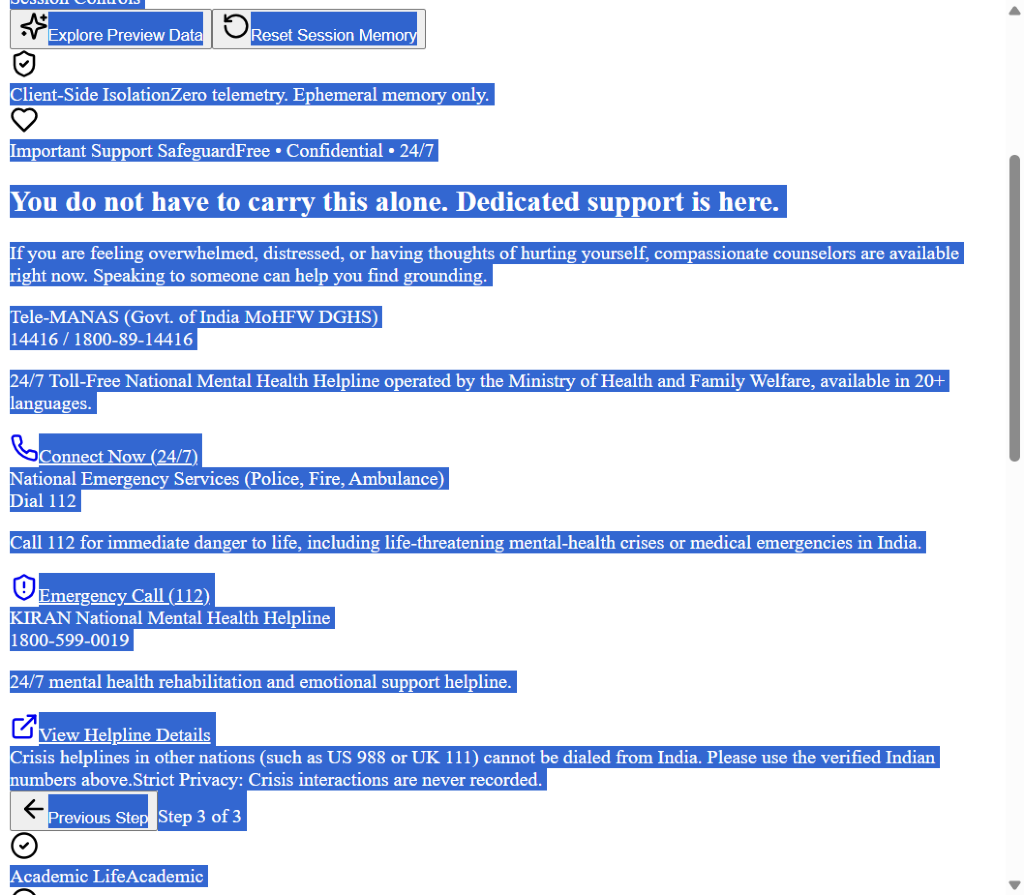 Session Controls
Explore Preview Data Reset Session Memory
Client-Side IsolationZero telemetry. Ephemeral memory only.
Important Support SafeguardFree • Confidential • 24/7
You do not have to carry this alone. Dedicated support is here.
If you are feeling overwhelmed, distressed, or having thoughts of hurting yourself, compassionate counselors are available
right now. Speaking to someone can help you find grounding.
Tele-MANAS (Govt. of India MoHFW DGHS)
14416 / 1800-89-14416
24/7 Toll-Free National Mental Health Helpline operated by the Ministry of Health and Family Welfare, available in 20+
languages.
Connect Now (24/7)
National Emergency Services (Police, Fire, Ambulance)
Dial 112
Call 112 for immediate danger to life, including life-threatening mental-health crises or medical emergencies in India.
Emergency Call (112)
KIRAN National Mental Health Helpline
1800-599-0019
24/7 mental health rehabilitation and emotional support helpline.
View Helpline Details
Crisis helplines in other nations (such as US 988 or UK 111) cannot be dialed from India. Please use the verified Indian
numbers above.Strict Privacy: Crisis interactions are never recorded.
Previous Step Step 3 of 3
Academic LifeAcademic